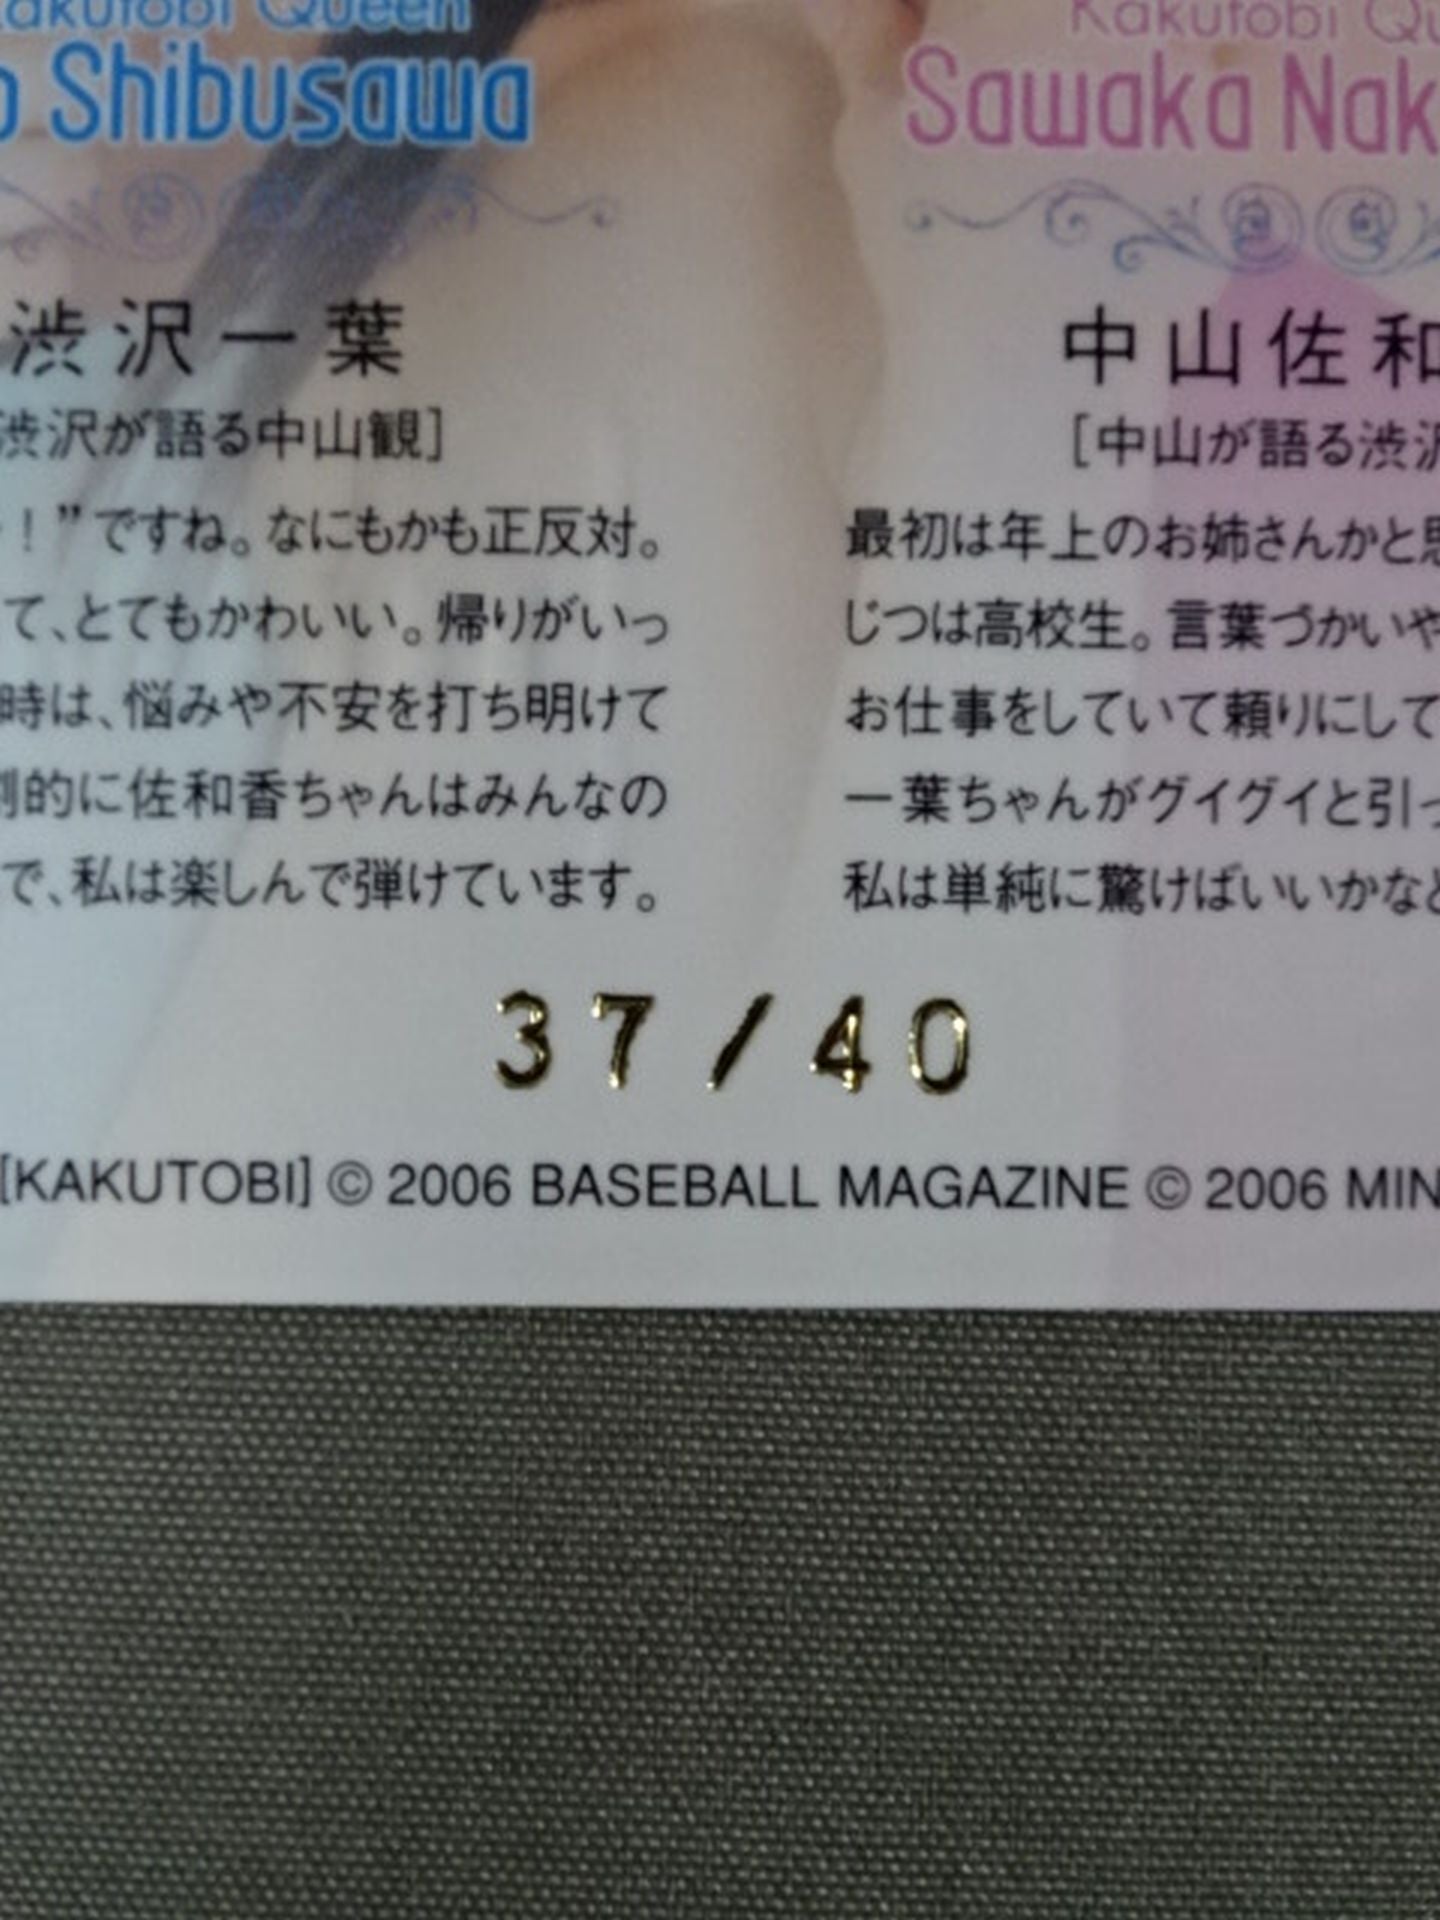 Kakutobi Queen
Shibusawa
渋沢一葉
渋沢が語る中山観]
！”ですね。なにもかも正反対。
て、とてもかわいい。帰りがいっ
時は、悩みや不安を打ち明けて
的に佐和香ちゃんはみんなの
で、私は楽しんで弾けています。
Kakutobi Qu
Sawaka Nak
中山佐和
[中山が語る渋沢
最初は年上のお姉さんかと思
じつは高校生。言葉づかいや
お仕事をしていて頼りにして
一葉ちゃんがグイグイと引っ
私は単純に驚けばいいかなと
37/40
[KAKUTOBI] © 2006 BASEBALL MAGAZINE © 2006 MIN